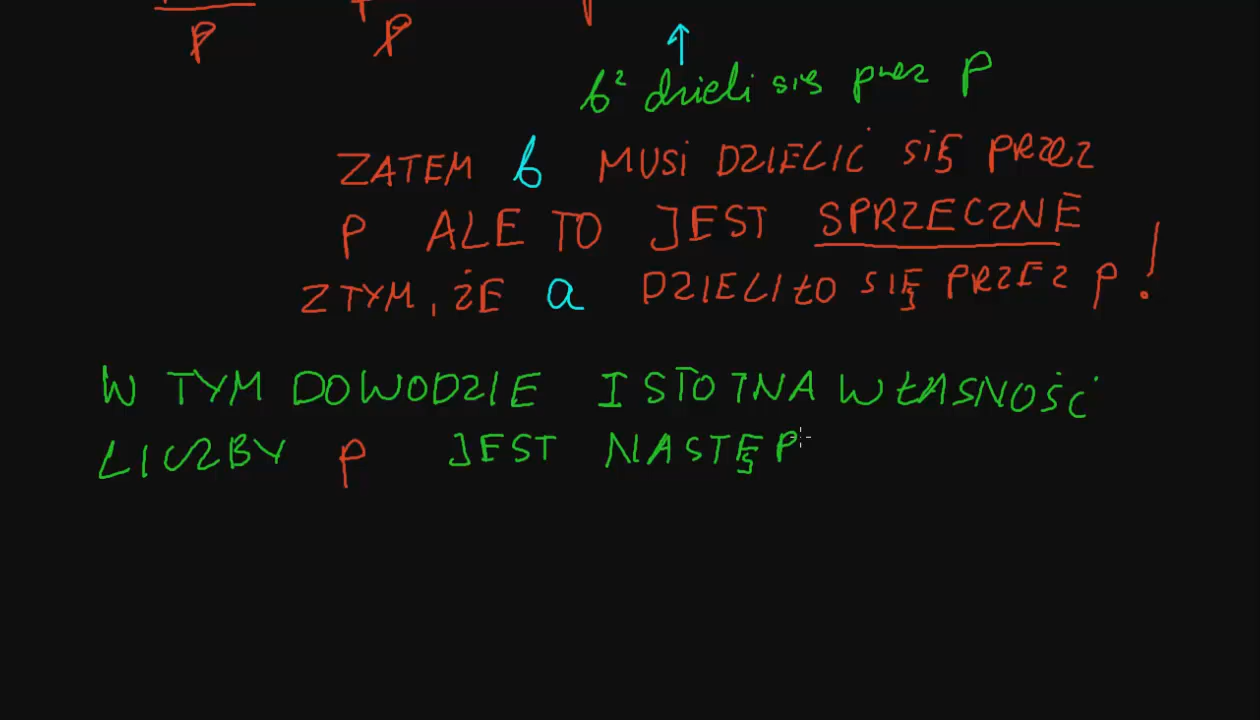 P P
b² dzieli się przez P
ZATEM b MUSI DZIELIĆ SIĘ PRZEZ
P ALE TO JEST SPRZECZNE
Z TYM, ŻE a DZIELIŁO SIĘ PRZEZ P!
W TYM DOWODZIE ISTOTNA WŁASNOŚĆ
LICZBY P JEST NASTĘP